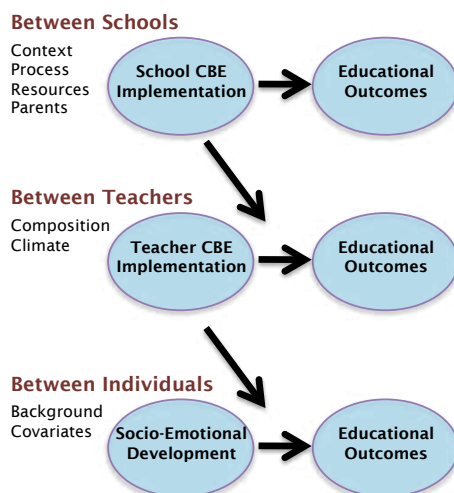 Between Schools
Context
Process
Resources
Parents
School CBE
Implementation
Educational
Outcomes
Between Teachers
Composition
Climate
Teacher CBE
Implementation
Educational
Outcomes
Between Individuals
Background
Covariates
Socio-Emotional
Development
Educational
Outcomes